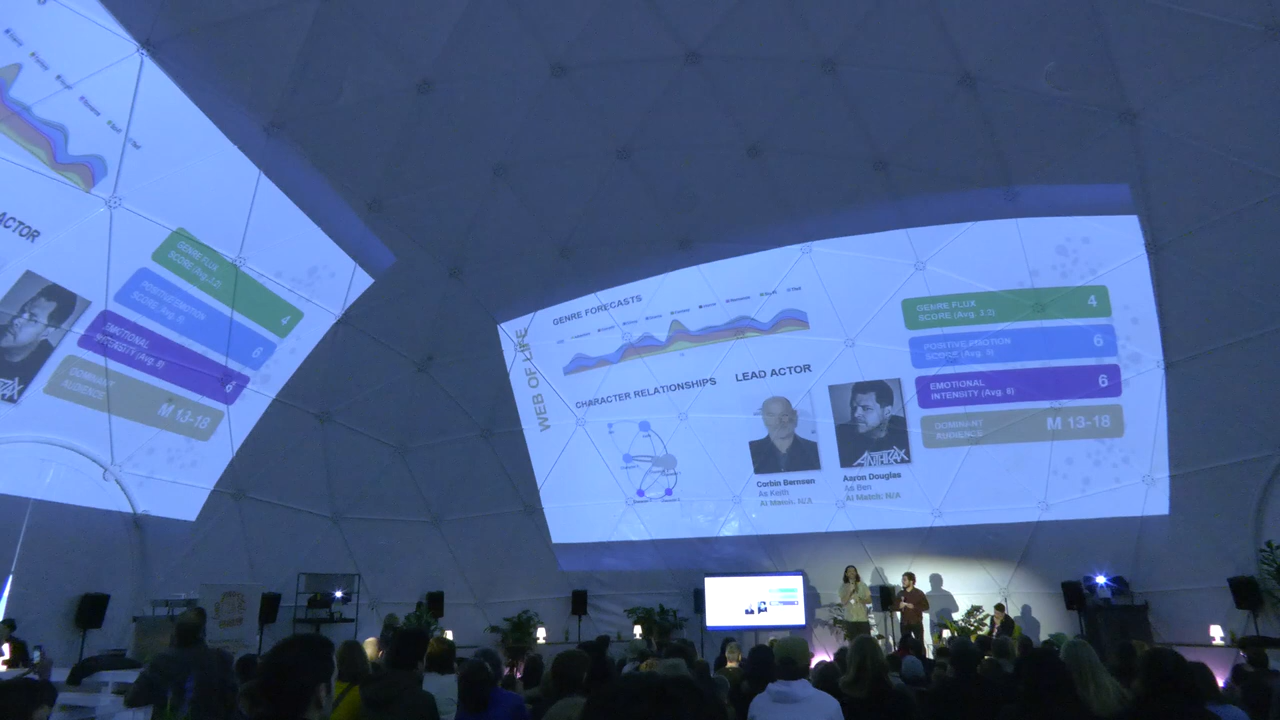 ACTOR
GENRE FLUX
SCORE (Avg. 3.2)
4
POSITIVE EMOTION
SCORE (Avg. 6)
6
EMOTIONAL
INTENSITY (Avg. 8)
6
DOMINANT
AUDIENCE
M 13-18
WEB OF LIFE
GENRE FORECASTS
CHARACTER RELATIONSHIPS
LEAD ACTOR
Corbin Bernsen
As Keith
AI Match: N/A
ANTHRAX
Aaron Douglas
As Ben
AI Match: N/A
GENRE FLUX
SCORE (Avg. 3.2)
4
POSITIVE EMOTION
SCORE (Avg. 6)
6
EMOTIONAL
INTENSITY (Avg. 8)
6
DOMINANT
AUDIENCE
M 13-18